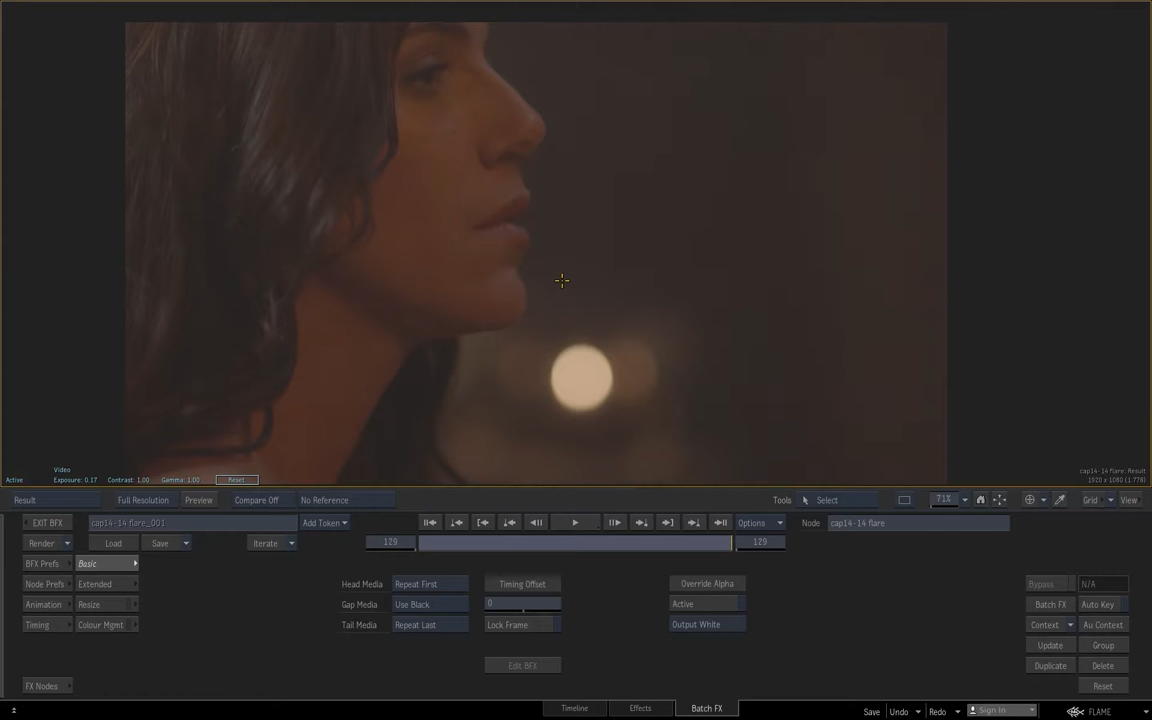 Video
Active Exposure: 0.17 Contrast: 1.00 Gamma: 1.00 Reset
cap14-14 flare: Result
1920 x 1080 (1.778)
Result Full Resolution Preview Compare Off No Reference Tools Select 71% Grid View
EXIT BFX cap14-14 flare_001 Add Token Options Node cap14-14 flare
Render Load Save Iterate 129 129
BFX Prefs Basic
Node Prefs Extended Head Media Repeat First Timing Offset Override Alpha Bypass N/A
Animation Resize Gap Media Use Black 0 Active Batch FX Auto Key
Timing Colour Mgmt Tail Media Repeat Last Lock Frame Output White Context Au Context
Update Group
Edit BFX Duplicate Delete
FX Nodes Reset
Timeline Effects Batch FX Save Undo Redo Sign In FLAME